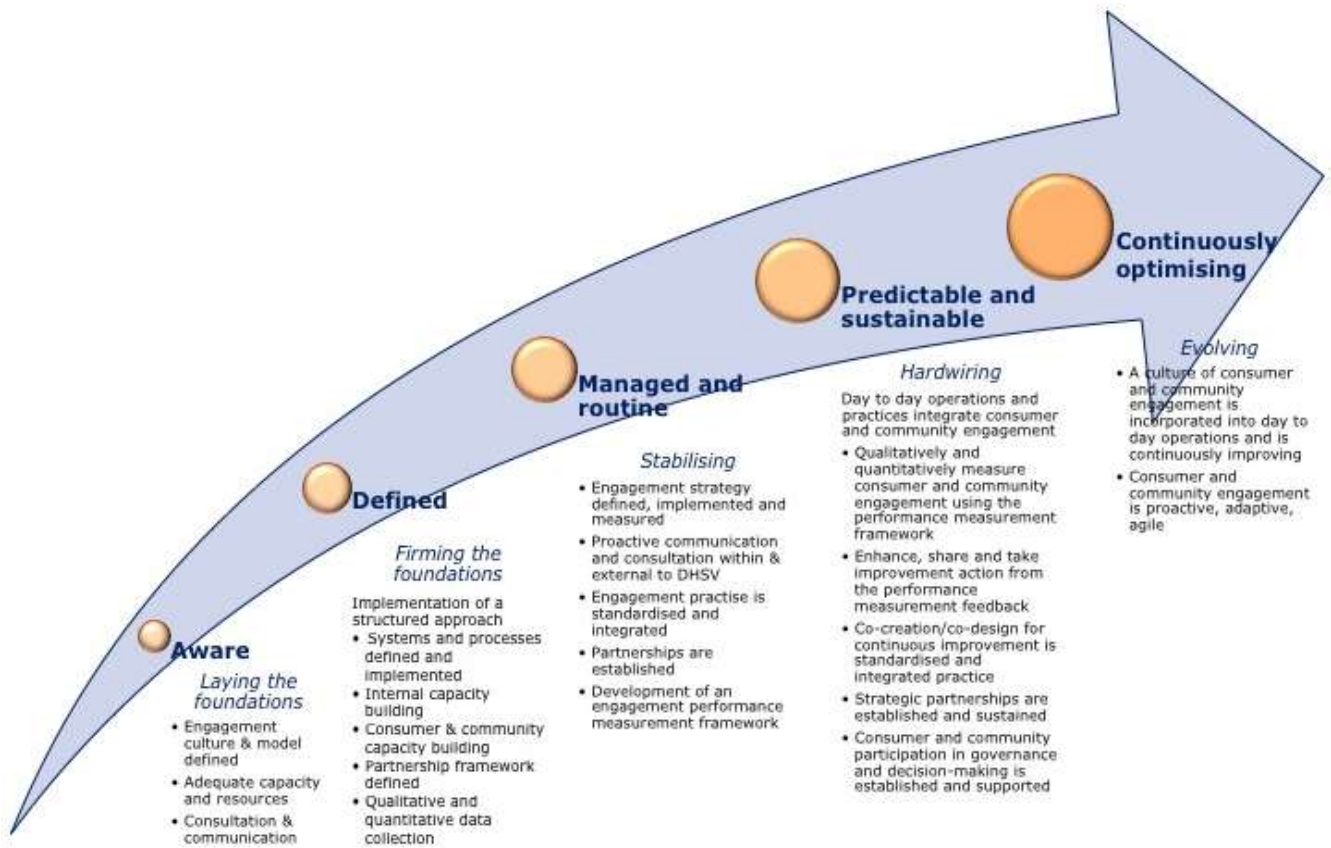 Aware
Laying the
foundations
• Engagement
culture & model
defined
• Adequate capacity
and resources
• Consultation &
communication
Defined
Firming the
foundations
Implementation of a
structured approach
• Systems and processes
defined and
implemented
• Internal capacity
building
• Consumer & community
capacity building
• Partnership framework
defined
• Qualitative and
quantitative data
collection
Managed and
routine
Stabilising
• Engagement strategy
defined, implemented and
measured
• Proactive communication
and consultation within &
external to DHSV
• Engagement practise is
standardised and
integrated
• Partnerships are
established
• Development of an
engagement performance
measurement framework
Predictable and
sustainable
Hardwiring
Day to day operations and
practices integrate consumer
and community engagement
• Qualitatively and
quantitatively measure
consumer and community
engagement using the
performance measurement
framework
• Enhance, share and take
improvement action from
the performance
measurement feedback
• Co-creation/co-design for
continuous improvement is
standardised and
integrated practice
• Strategic partnerships are
established and sustained
• Consumer and community
participation in governance
and decision-making is
established and supported
Continuously
optimising
Evolving
• A culture of consumer
and community
engagement is
incorporated into day to
day operations and is
continuously improving
• Consumer and
community engagement
is proactive, adaptive,
agile